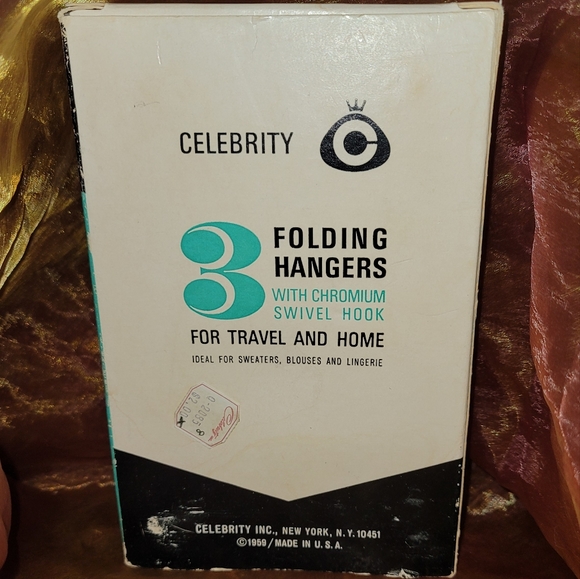 CELEBRITY C
3 FOLDING
HANGERS
WITH CHROMIUM
SWIVEL HOOK
FOR TRAVEL AND HOME
IDEAL FOR SWEATERS, BLOUSES AND LINGERIE
CELEBRITY INC., NEW YORK, N.Y. 10451
©1959/MADE IN U.S.A.